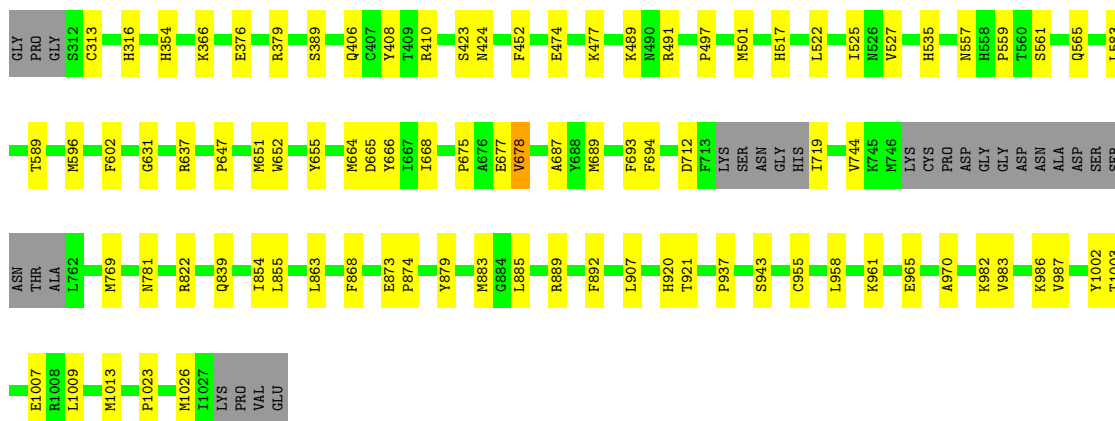 GLY PRO GLY S312 C313 H316 H354 K366 E376 R379 S389 Q406 C407 Y408 T409 R410 S423 N424 F452 E474 K477 K489 N490 R491 P497 M501 H517 L522 I525 N526 V527 H535 N557 H558 P559 T560 S561 Q565 L583
T589 M596 F602 G631 R637 P647 M651 W652 Y655 M664 D665 Y666 I667 I668 P675 A676 E677 V678 A687 Y688 M689 F693 F694 D712 F713 LYS SER ASN GLY HIS I719 V744 K745 M746 LYS CYS PRO ASP GLY GLY ASP ASN ALA ASP SER SER
ASN THR ALA L762 M769 N781 R822 Q839 I854 L855 L863 F868 E873 P874 Y879 M883 G884 L885 R889 F892 L907 H920 T921 P937 S943 C955 L958 K961 E965 A970 K982 V983 K986 V987 Y1002 T1003
E1007 R1008 L1009 M1013 P1023 M1026 I1027 LYS PRO VAL GLU